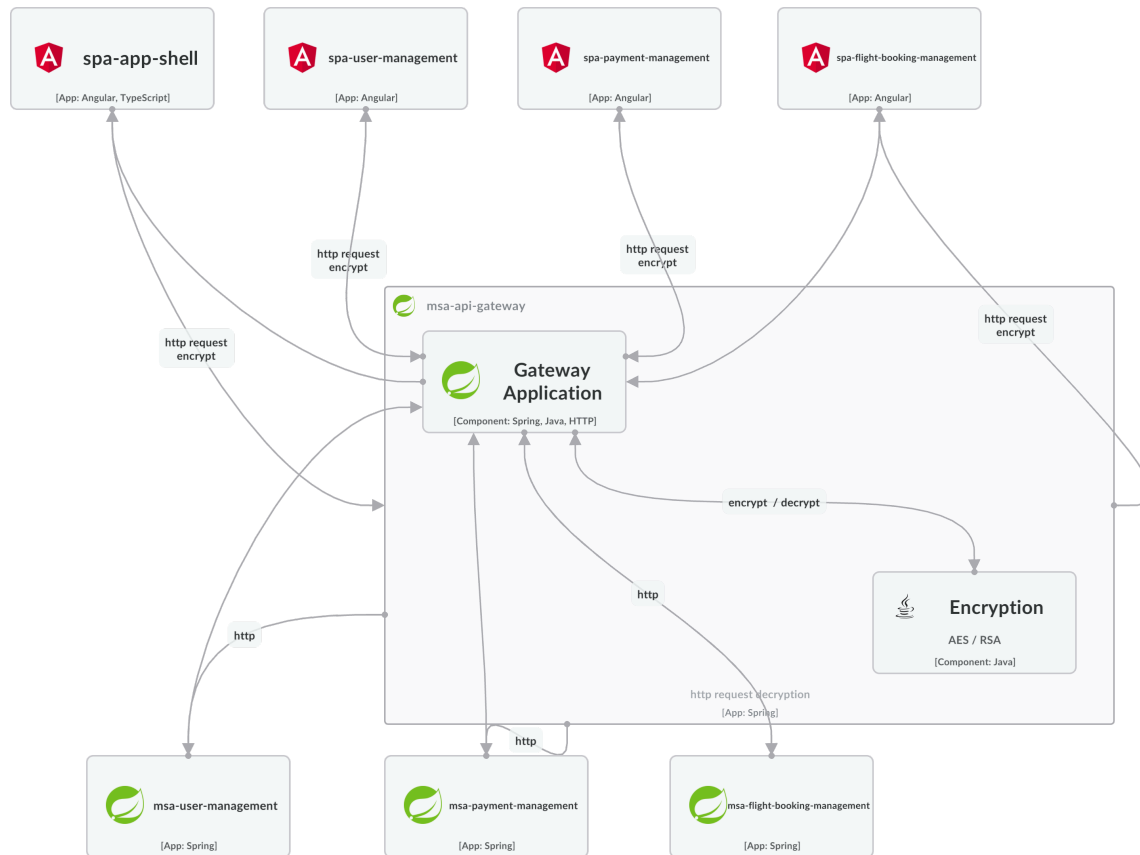 spa-app-shell
[App: Angular, TypeScript]
spa-user-management
[App: Angular]
spa-payment-management
[App: Angular]
spa-flight-booking-management
[App: Angular]
http request
encrypt
http request
encrypt
http request
encrypt
http request
encrypt
msa-api-gateway
Gateway
Application
[Component: Spring, Java, HTTP]
encrypt / decrypt
http
Encryption
AES / RSA
[Component: Java]
http
http request decryption
[App: Spring]
http
msa-user-management
[App: Spring]
msa-payment-management
[App: Spring]
msa-flight-booking-management
[App: Spring]